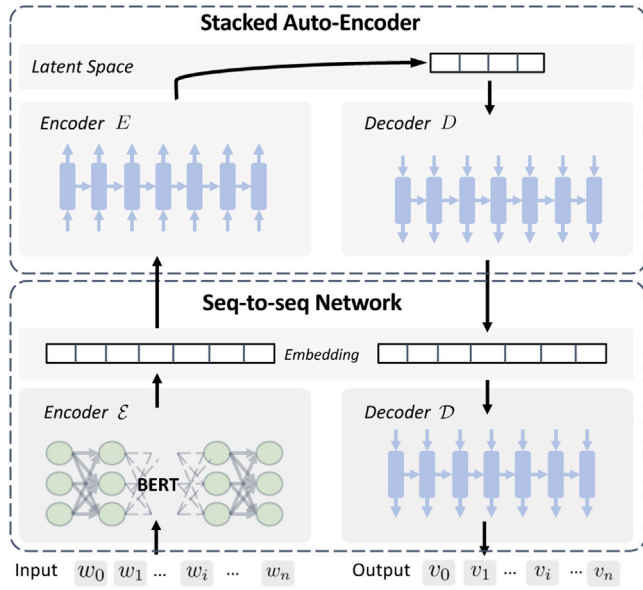 Stacked Auto-Encoder
Latent Space
Encoder E
Decoder D
Seq-to-seq Network
Embedding
Encoder ℰ
Decoder 𝒟
BERT
Input w₀ w₁ ... wᵢ ... wₙ
Output v₀ v₁ ... vᵢ ... vₙ